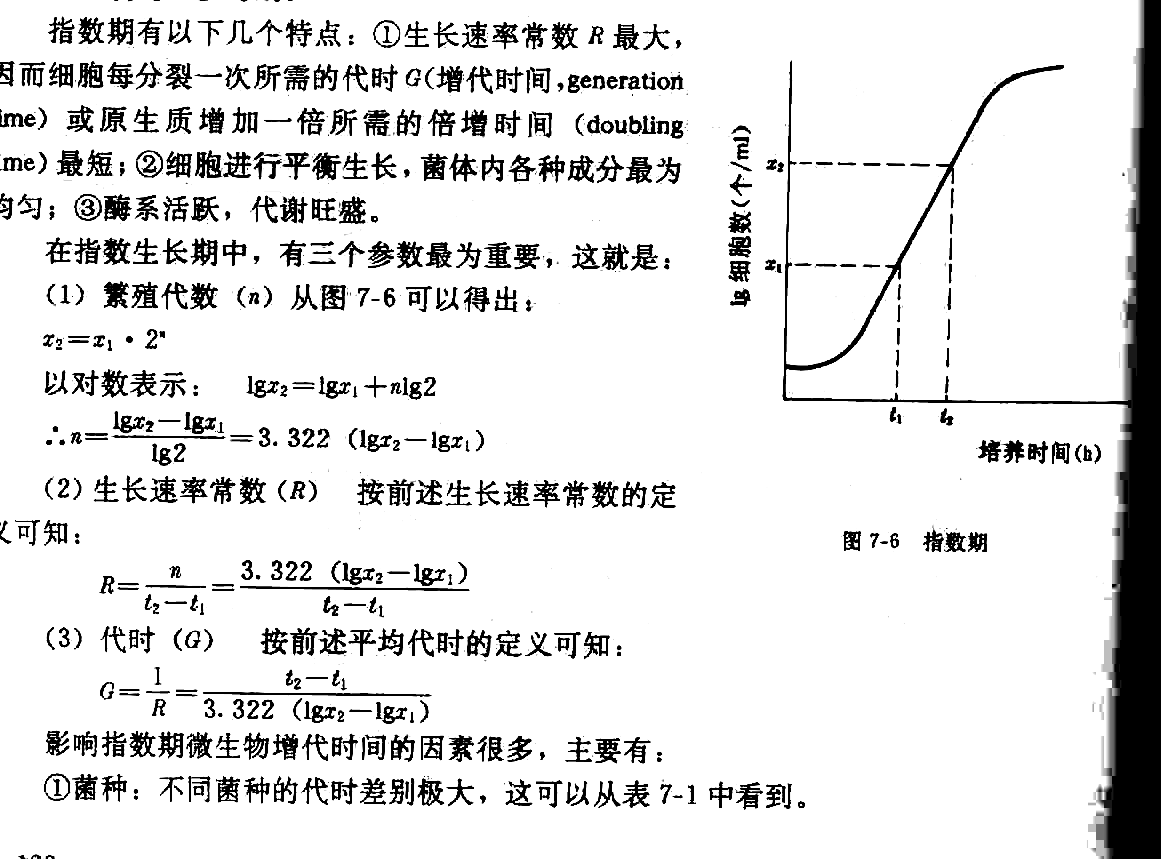 指数期有以下几个特点：①生长速率常数 R 最大，
因而细胞每分裂一次所需的代时 G（增代时间，generation
time）或原生质增加一倍所需的倍增时间（doubling
time）最短；②细胞进行平衡生长，菌体内各种成分最为
均匀；③酶系活跃，代谢旺盛。
在指数生长期中，有三个参数最为重要，这就是：
（1）繁殖代数（n）从图 7-6 可以得出：
x₂=x₁·2ⁿ
以对数表示： lgx₂=lgx₁+nlg2
∴n=(lgx₂-lgx₁)/lg2=3.322（lgx₂-lgx₁）
（2）生长速率常数（R） 按前述生长速率常数的定
义可知：
R=n/(t₂-t₁)=3.322（lgx₂-lgx₁）/(t₂-t₁)
（3）代时（G） 按前述平均代时的定义可知：
G=1/R=(t₂-t₁)/3.322（lgx₂-lgx₁）
影响指数期微生物增代时间的因素很多，主要有：
①菌种：不同菌种的代时差别极大，这可以从表 7-1 中看到。
lg 细胞数(个/ml)
x₂
x₁
t₁ t₂
培养时间(h)
图 7-6 指数期